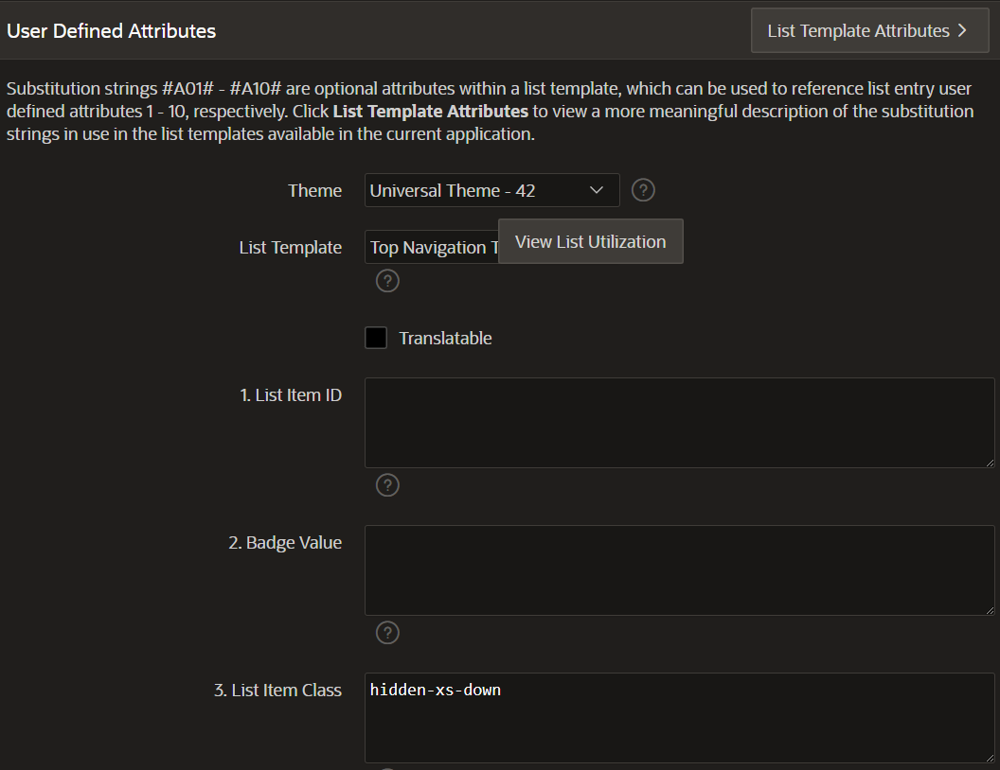 User Defined Attributes
List Template Attributes
Substitution strings #A01# - #A10# are optional attributes within a list template, which can be used to reference list entry user
defined attributes 1 - 10, respectively. Click List Template Attributes to view a more meaningful description of the substitution
strings in use in the list templates available in the current application.
Theme
Universal Theme - 42
?
List Template
Top Navigation T
View List Utilization
?
Translatable
1. List Item ID
?
2. Badge Value
?
3. List Item Class
hidden-xs-down